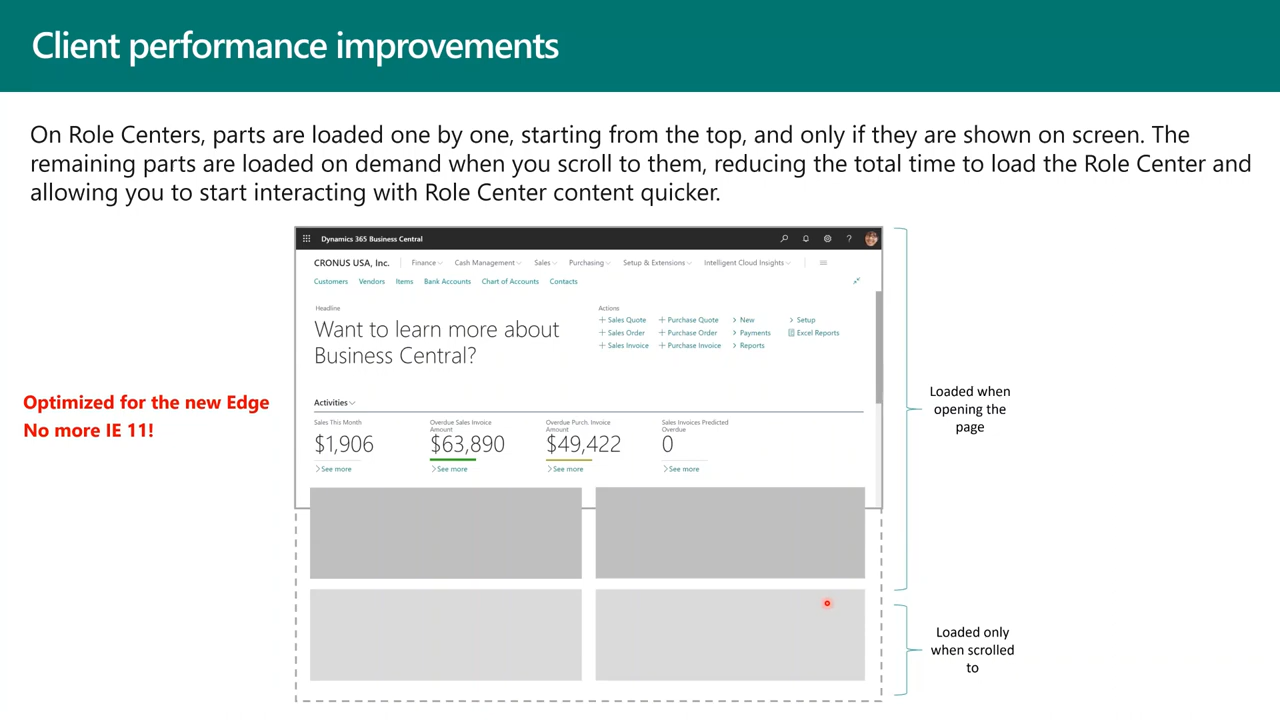 Client performance improvements
On Role Centers, parts are loaded one by one, starting from the top, and only if they are shown on screen. The
remaining parts are loaded on demand when you scroll to them, reducing the total time to load the Role Center and
allowing you to start interacting with Role Center content quicker.
Dynamics 365 Business Central
CRONUS USA, Inc. Finance Cash Management Sales Purchasing Setup & Extensions Intelligent Cloud Insights
Customers Vendors Items Bank Accounts Chart of Accounts Contacts
Headline
Want to learn more about
Business Central?
Actions
+ Sales Quote + Purchase Quote > New > Setup
+ Sales Order + Purchase Order > Payments Excel Reports
+ Sales Invoice + Purchase Invoice > Reports
Optimized for the new Edge
No more IE 11!
Activities
Sales This Month
$1,906
>See more
Overdue Sales Invoice
Amount
$63,890
>See more
Overdue Purch. Invoice
Amount
$49,422
>See more
Sales Invoices Predicted
Overdue
0
>See more
Loaded when
opening the
page
Loaded only
when scrolled
to